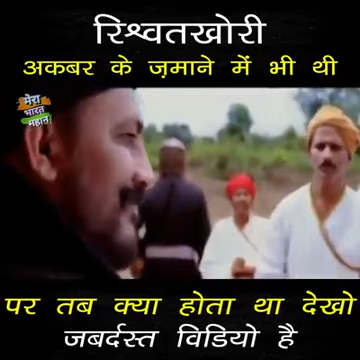 रिश्वतखोरी
अकबर के ज़माने में भी थी
मेरा
भारत
महान
पर तब क्या होता था देखो
जबर्दस्त विडियो है